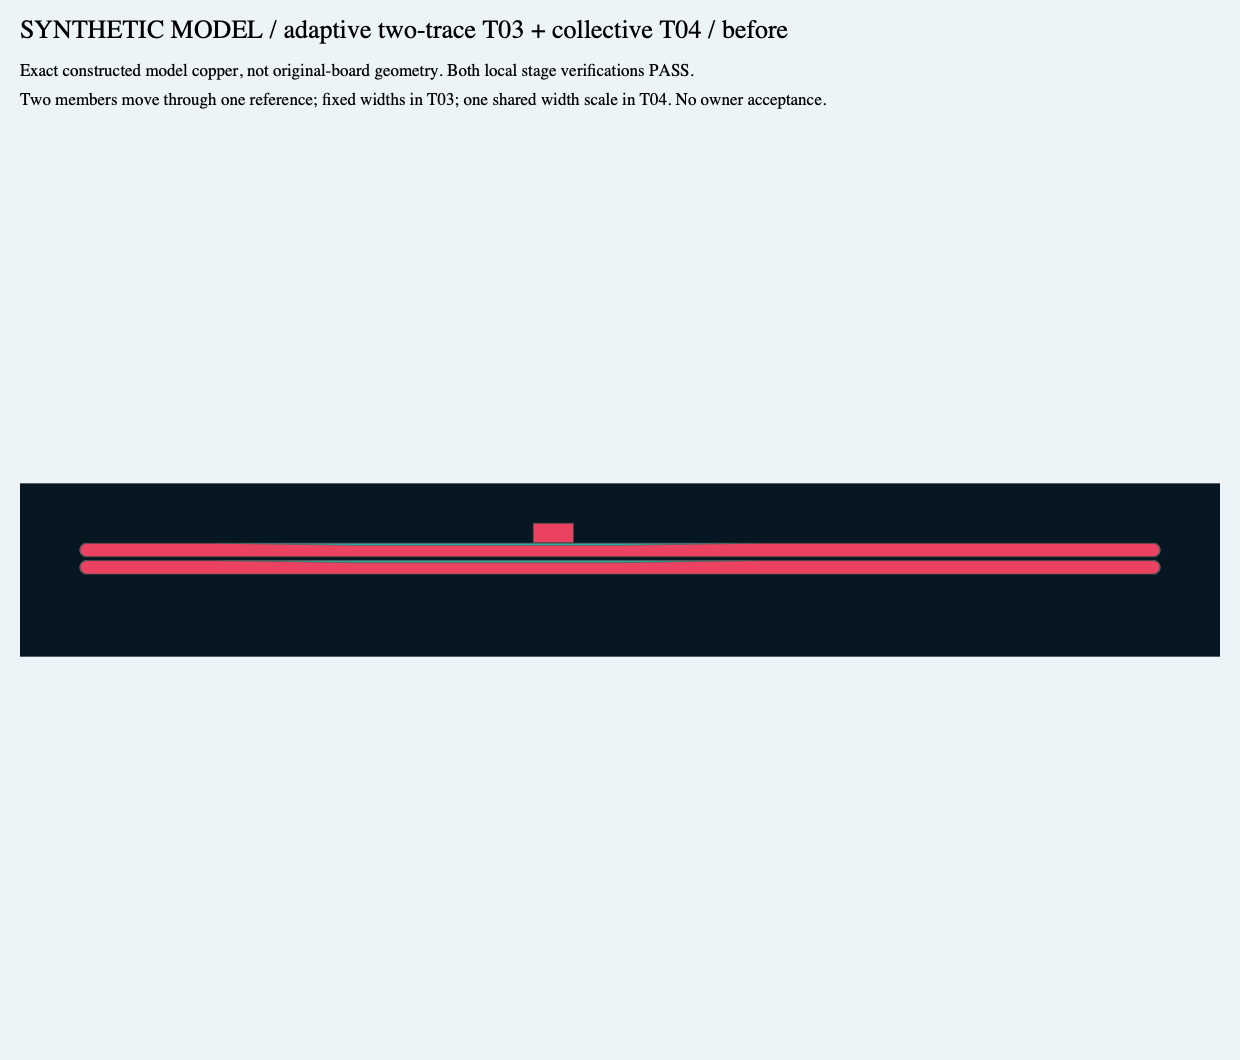 SYNTHETIC MODEL / adaptive two-trace T03 + collective T04 / before
Exact constructed model copper, not original-board geometry. Both local stage verifications PASS.
Two members move through one reference; fixed widths in T03; one shared width scale in T04. No owner acceptance.